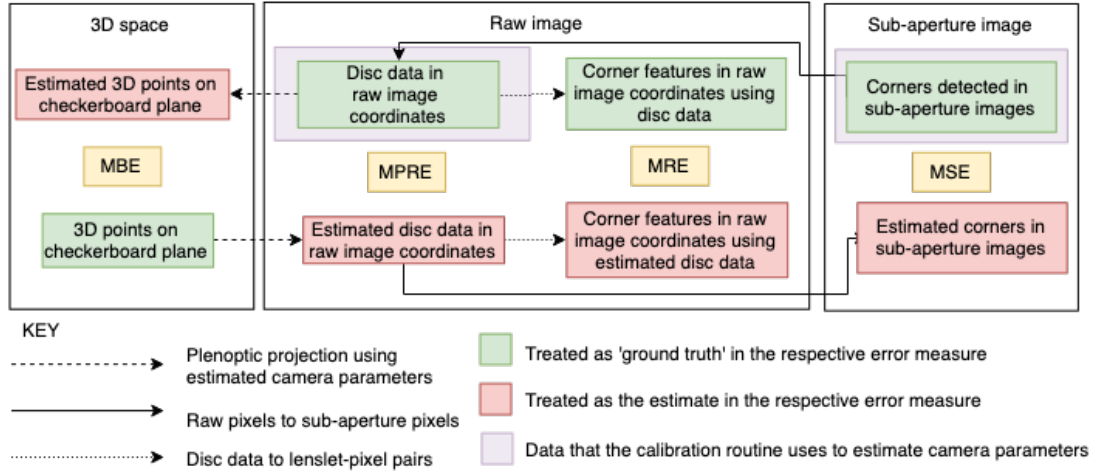 3D space
Raw image
Sub-aperture image
Estimated 3D points on
checkerboard plane
Disc data in
raw image
coordinates
Corner features in raw
image coordinates using
disc data
Corners detected in
sub-aperture images
MBE
MPRE
MRE
MSE
3D points on
checkerboard plane
Estimated disc data in
raw image coordinates
Corner features in raw
image coordinates using
estimated disc data
Estimated corners in
sub-aperture images
KEY
Plenoptic projection using
estimated camera parameters
Raw pixels to sub-aperture pixels
Disc data to lenslet-pixel pairs
Treated as 'ground truth' in the respective error measure
Treated as the estimate in the respective error measure
Data that the calibration routine uses to estimate camera parameters